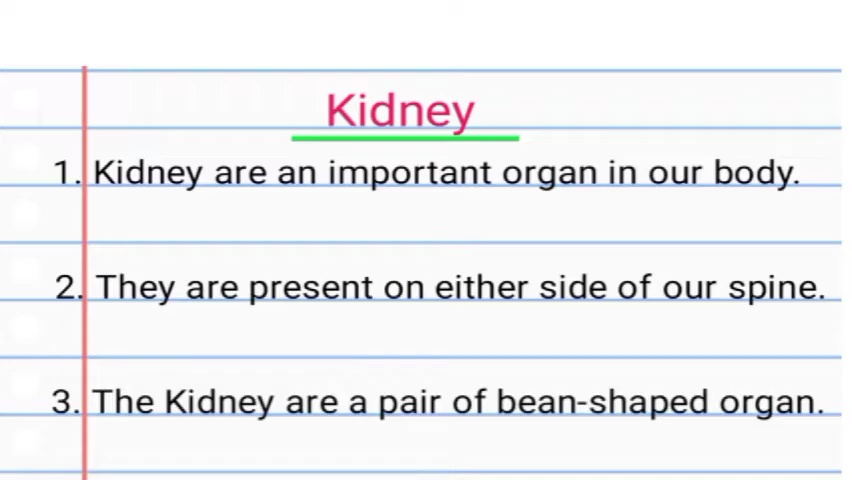 Kidney
1. Kidney are an important organ in our body.
2. They are present on either side of our spine.
3. The Kidney are a pair of bean-shaped organ.